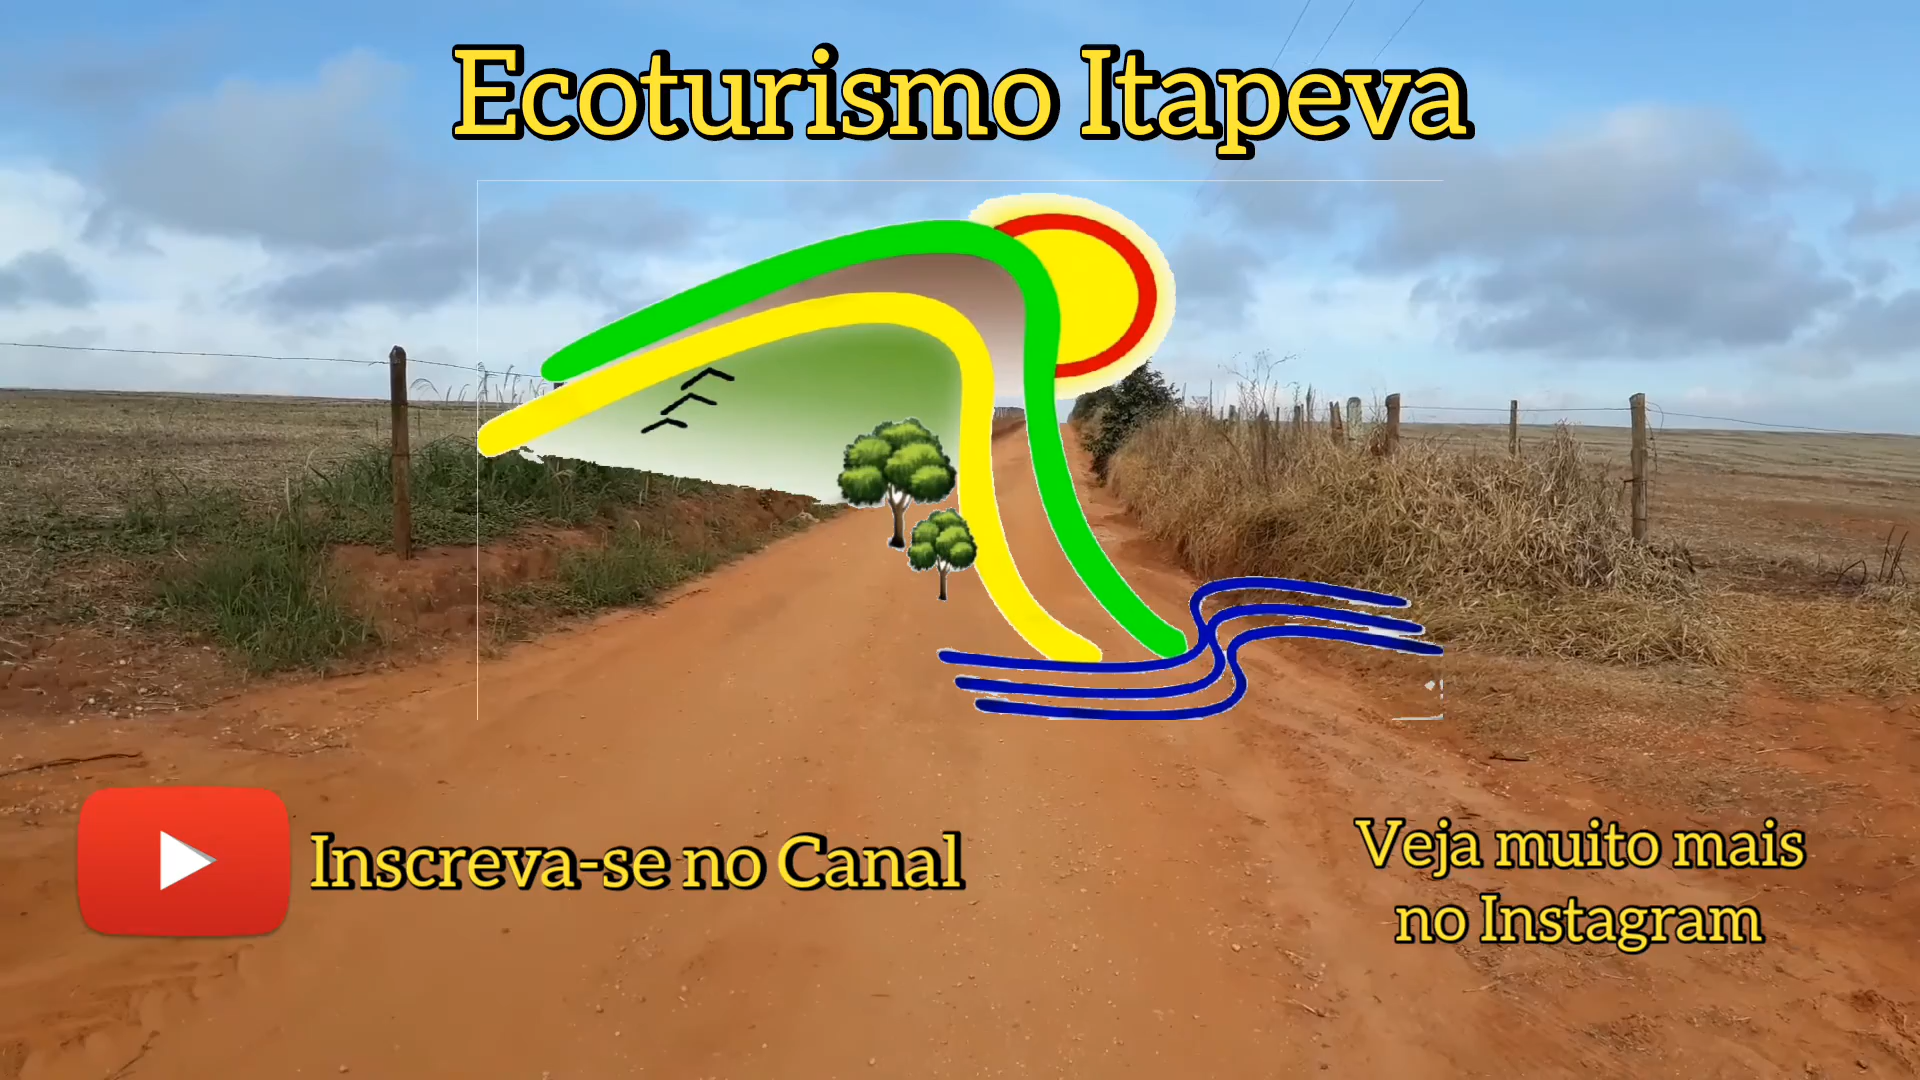 Ecoturismo Itapeva
Inscreva-se no Canal
Veja muito mais
no Instagram